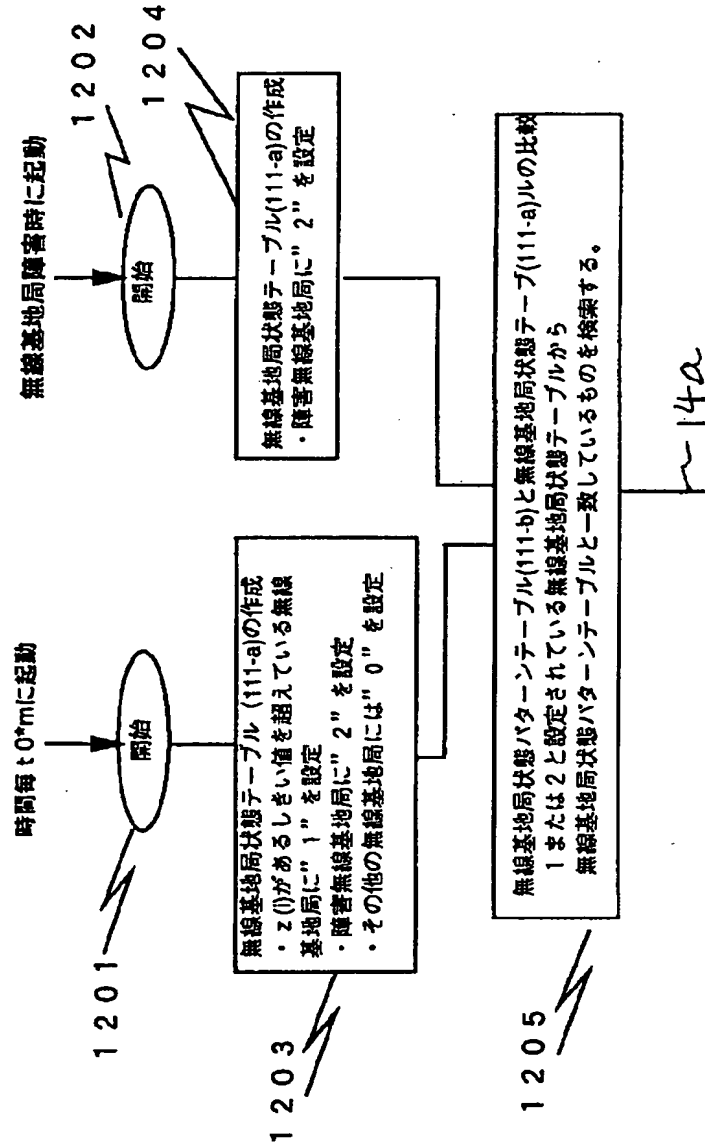 時間毎t0*mに起動
1201
開始
1203
無線基地局状態テーブル (111-a)の作成
・z(i)があるしきい値を超えている無線
基地局に"1"を設定
・障害無線基地局に"2"を設定
・その他の無線基地局には"0"を設定
無線基地局障害時に起動
1202
開始
1204
無線基地局状態テーブル(111-a)の作成
・障害無線基地局に"2"を設定
1205
無線基地局状態パターンテーブル(111-b)と無線基地局状態テーブ(111-a)ルの比較
1または2と設定されている無線基地局状態テーブルから
無線基地局状態パターンテーブルと一致しているものを検索する。
14a